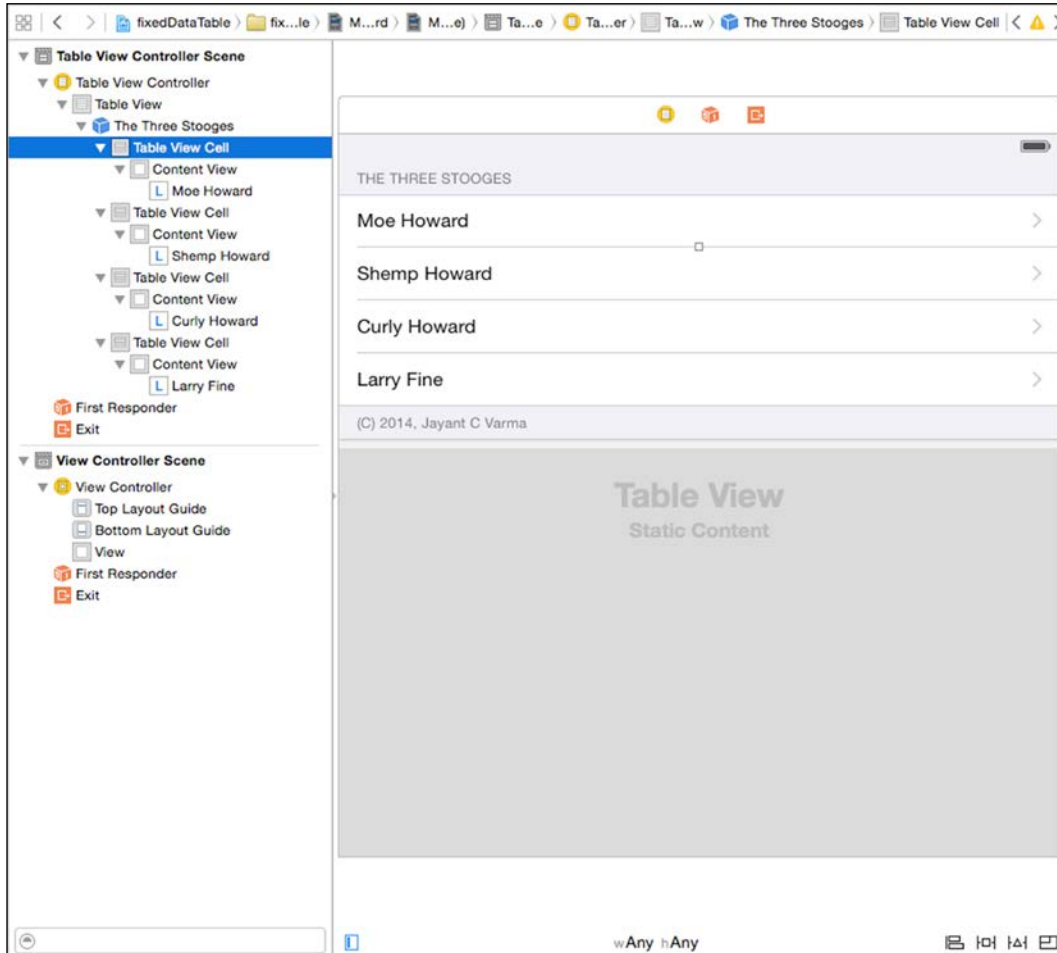 fixedDataTable fix...le M...rd M...e) Ta...e Ta...er Ta...w The Three Stooges Table View Cell
Table View Controller Scene
Table View Controller
Table View
The Three Stooges
Table View Cell
Content View
L Moe Howard
Table View Cell
Content View
L Shemp Howard
Table View Cell
Content View
L Curly Howard
Table View Cell
Content View
L Larry Fine
First Responder
Exit
View Controller Scene
View Controller
Top Layout Guide
Bottom Layout Guide
View
First Responder
Exit
THE THREE STOOGES
Moe Howard
Shemp Howard
Curly Howard
Larry Fine
(C) 2014, Jayant C Varma
Table View
Static Content
wAny hAny